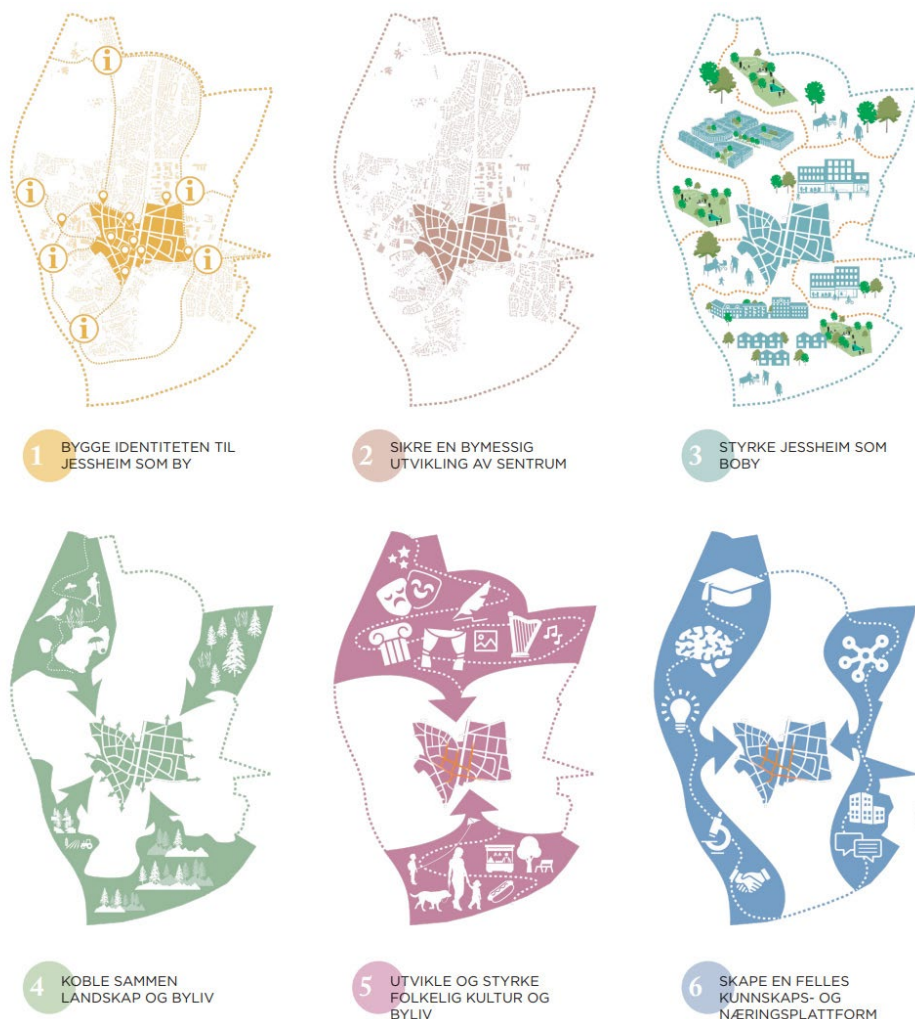 i
i
i
i
i
1
BYGGE IDENTITETEN TIL
JESSHEIM SOM BY
2
SIKRE EN BYMESSIG
UTVIKLING AV SENTRUM
3
STYRKE JESSHEIM SOM
BOBY
4
KOBLE SAMMEN
LANDSKAP OG BYLIV
5
UTVIKLE OG STYRKE
FOLKELIG KULTUR OG
BYLIV
6
SKAPE EN FELLES
KUNNSKAPS- OG
NÆRINGSPLATTFORM